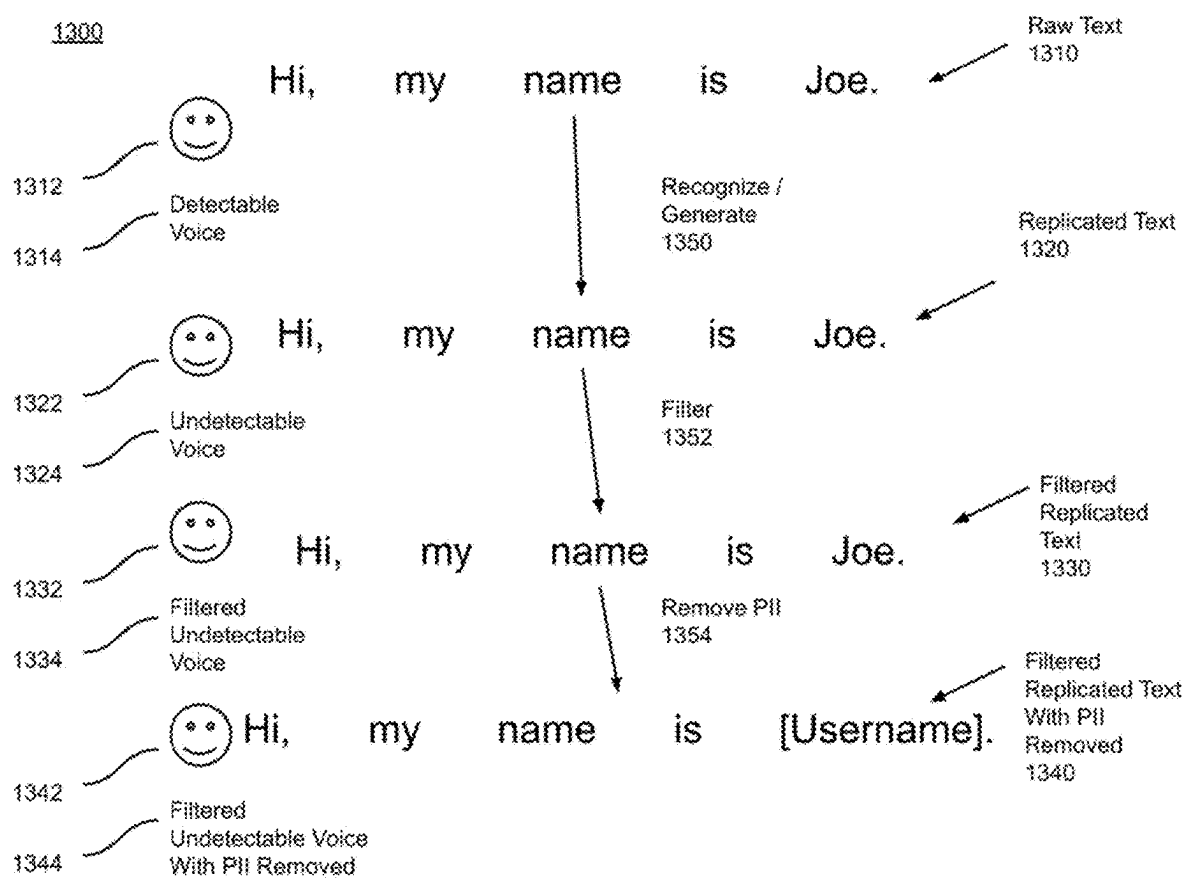 1300
Raw Text
1310
Hi, my name is Joe.
1312
Detectable
Voice
1314
Recognize /
Generate
1350
Replicated Text
1320
Hi, my name is Joe.
1322
Undetectable
Voice
1324
Filter
1352
Filtered
Replicated
Text
1330
Hi, my name is Joe.
1332
Filtered
Undetectable
Voice
1334
Remove PII
1354
Filtered
Replicated Text
With PII
Removed
1340
Hi, my name is [Username].
1342
Filtered
Undetectable Voice
With PII Removed
1344